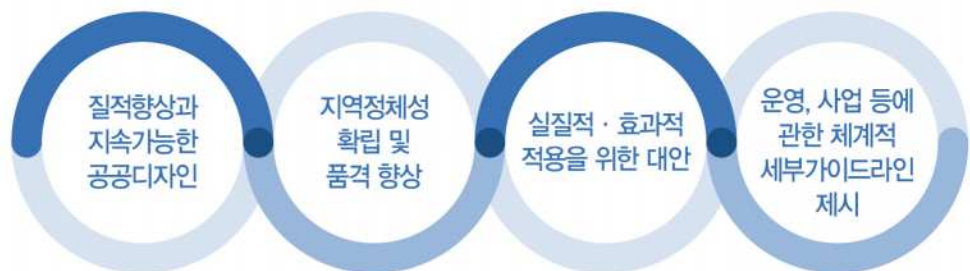 질적향상과
지속가능한
공공디자인
지역정체성
확립 및
품격 향상
실질적 · 효과적
적용을 위한 대안
운영, 사업 등에
관한 체계적
세부가이드라인
제시